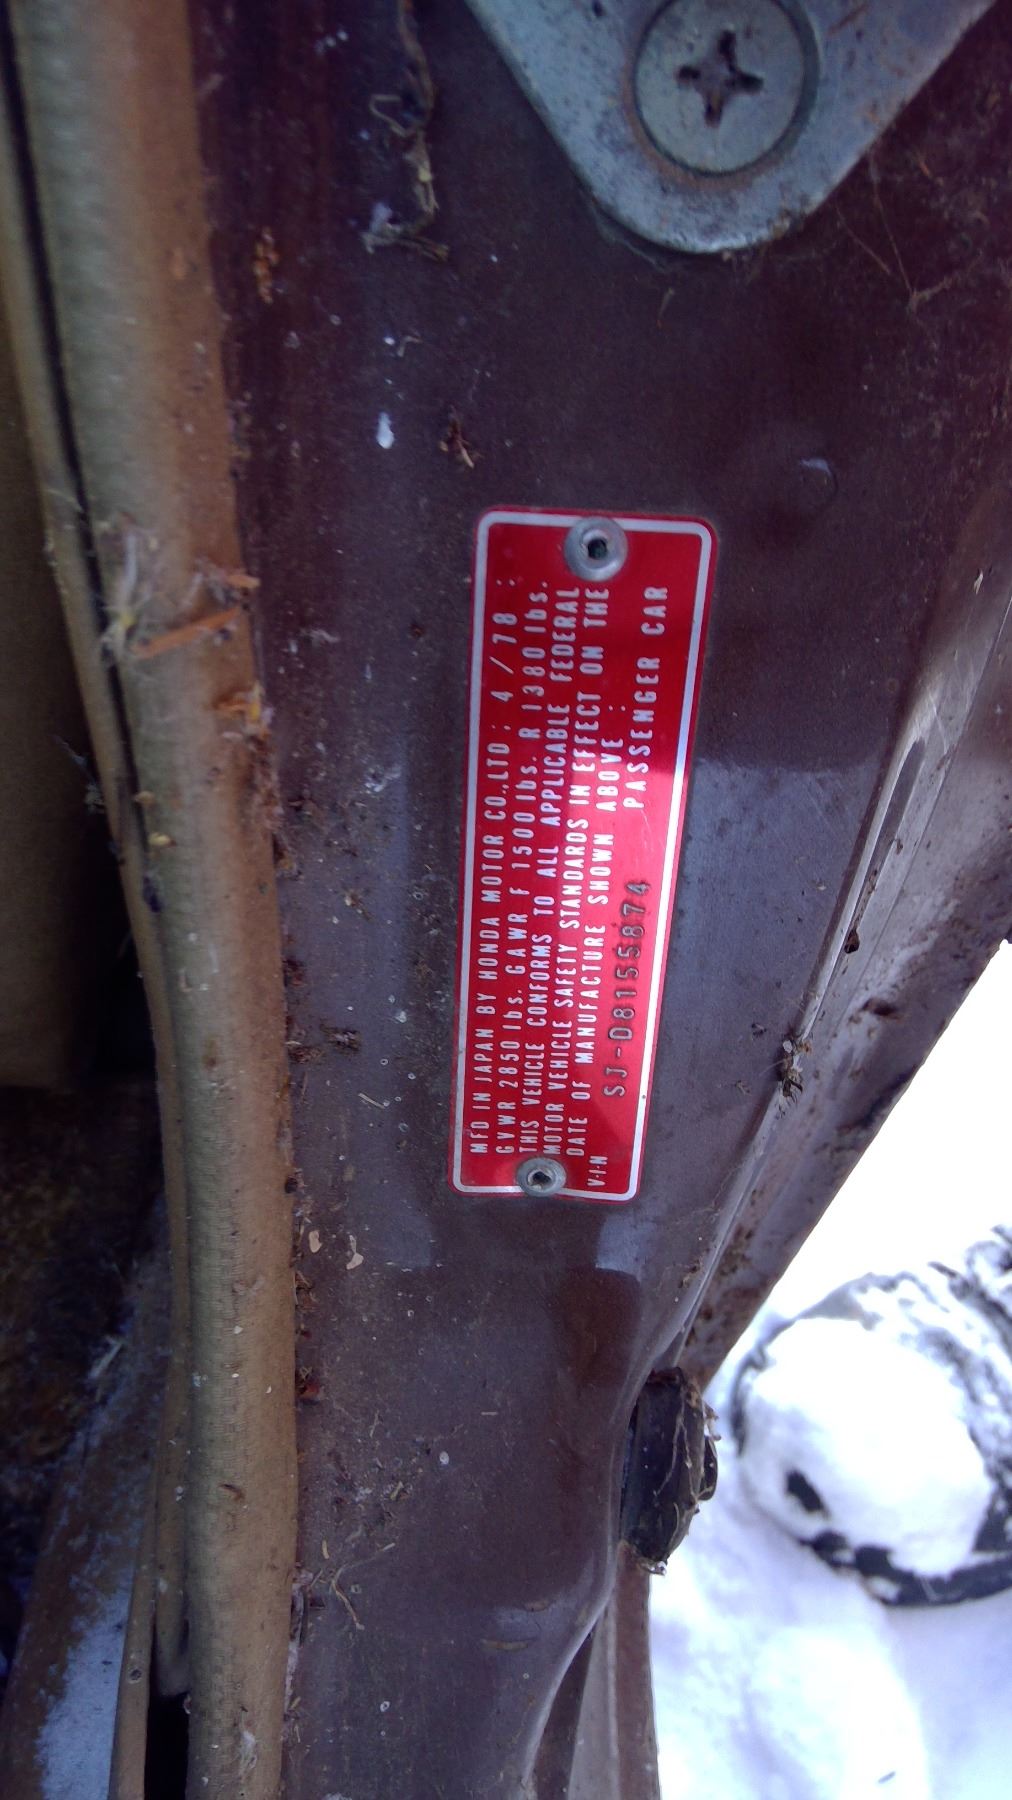 MFD IN JAPAN BY HONDA MOTOR CO.,LTD : 4 / 78 :
GVWR 2850 lbs. GAWR F 1500 lbs. R 1380 lbs.
THIS VEHICLE CONFORMS TO ALL APPLICABLE FEDERAL
MOTOR VEHICLE SAFETY STANDARDS IN EFFECT ON THE
DATE OF MANUFACTURE SHOWN ABOVE :
V·I·N SJ-D8155874 PASSENGER CAR